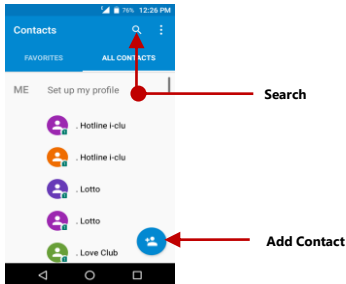 76% 12:26 PM
Contacts
FAVORITES ALL CONTACTS
ME Set up my profile
Search
. Hotline i-clu
. Hotline i-clu
. Lotto
. Lotto
Add Contact
. Love Club